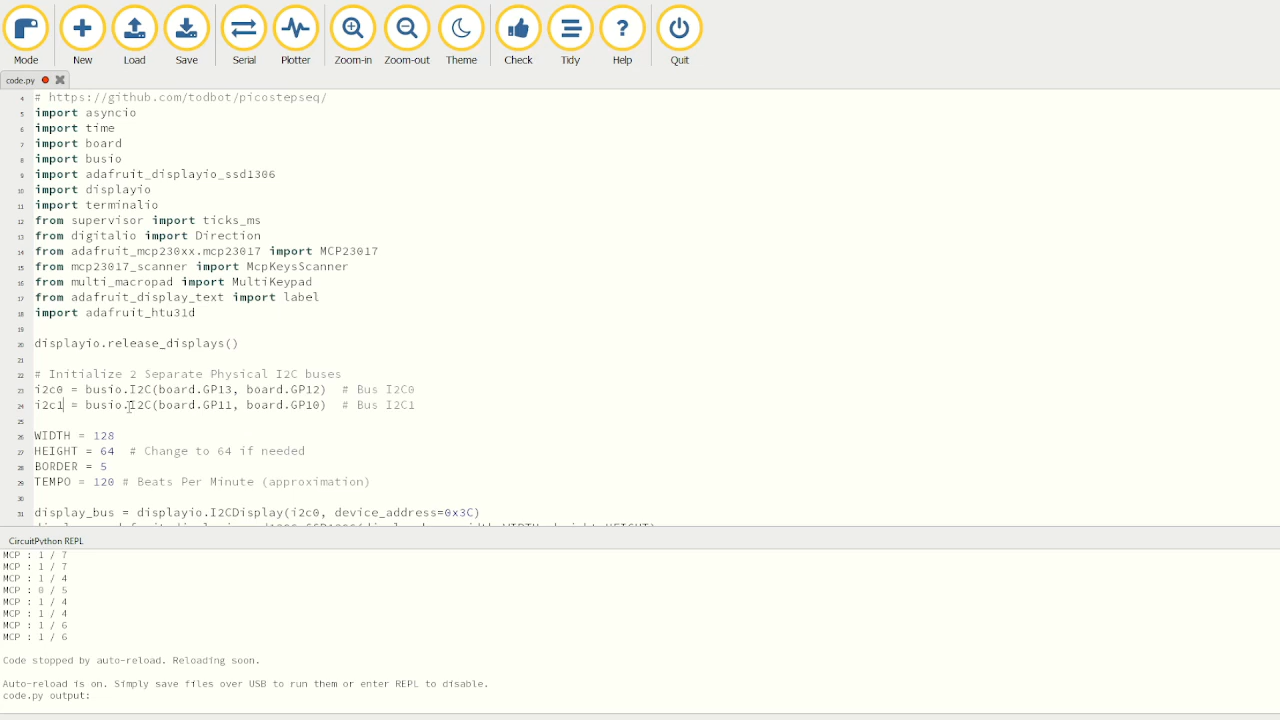 Mode
New
Load
Save
Serial
Plotter
Zoom-in
Zoom-out
Theme
Check
Tidy
Help
Quit
code.py
4 # https://github.com/todbot/picostepseq/
5 import asyncio
6 import time
7 import board
8 import busio
9 import adafruit_displayio_ssd1306
10 import displayio
11 import terminalio
12 from supervisor import ticks_ms
13 from digitalio import Direction
14 from adafruit_mcp230xx.mcp23017 import MCP23017
15 from mcp23017_scanner import McpKeysScanner
16 from multi_macropad import MultiKeypad
17 from adafruit_display_text import label
18 import adafruit_htu31d
19
20 displayio.release_displays()
21
22 # Initialize 2 Separate Physical I2C buses
23 i2c0 = busio.I2C(board.GP13, board.GP12)  # Bus I2C0
24 i2c1 = busio.I2C(board.GP11, board.GP10)  # Bus I2C1
25
26 WIDTH = 128
27 HEIGHT = 64  # Change to 64 if needed
28 BORDER = 5
29 TEMPO = 120 # Beats Per Minute (approximation)
30
31 display_bus = displayio.I2CDisplay(i2c0, device_address=0x3C)
CircuitPython REPL
MCP : 1 / 7
MCP : 1 / 7
MCP : 1 / 4
MCP : 0 / 5
MCP : 1 / 4
MCP : 1 / 4
MCP : 1 / 6
MCP : 1 / 6
Code stopped by auto-reload. Reloading soon.
Auto-reload is on. Simply save files over USB to run them or enter REPL to disable.
code.py output: